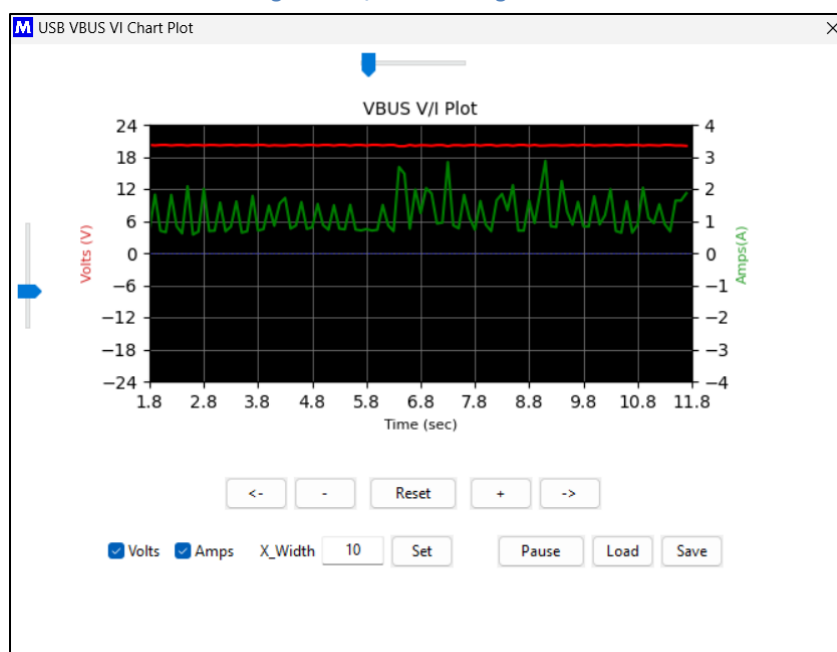 M USB VBUS VI Chart Plot
VBUS V/I Plot
24
18
12
6
0
−6
−12
−18
−24
Volts (V)
4
3
2
1
0
−1
−2
−3
−4
Amps(A)
1.8 2.8 3.8 4.8 5.8 6.8 7.8 8.8 9.8 10.8 11.8
Time (sec)
<- - Reset + ->
Volts Amps X_Width 10 Set Pause Load Save